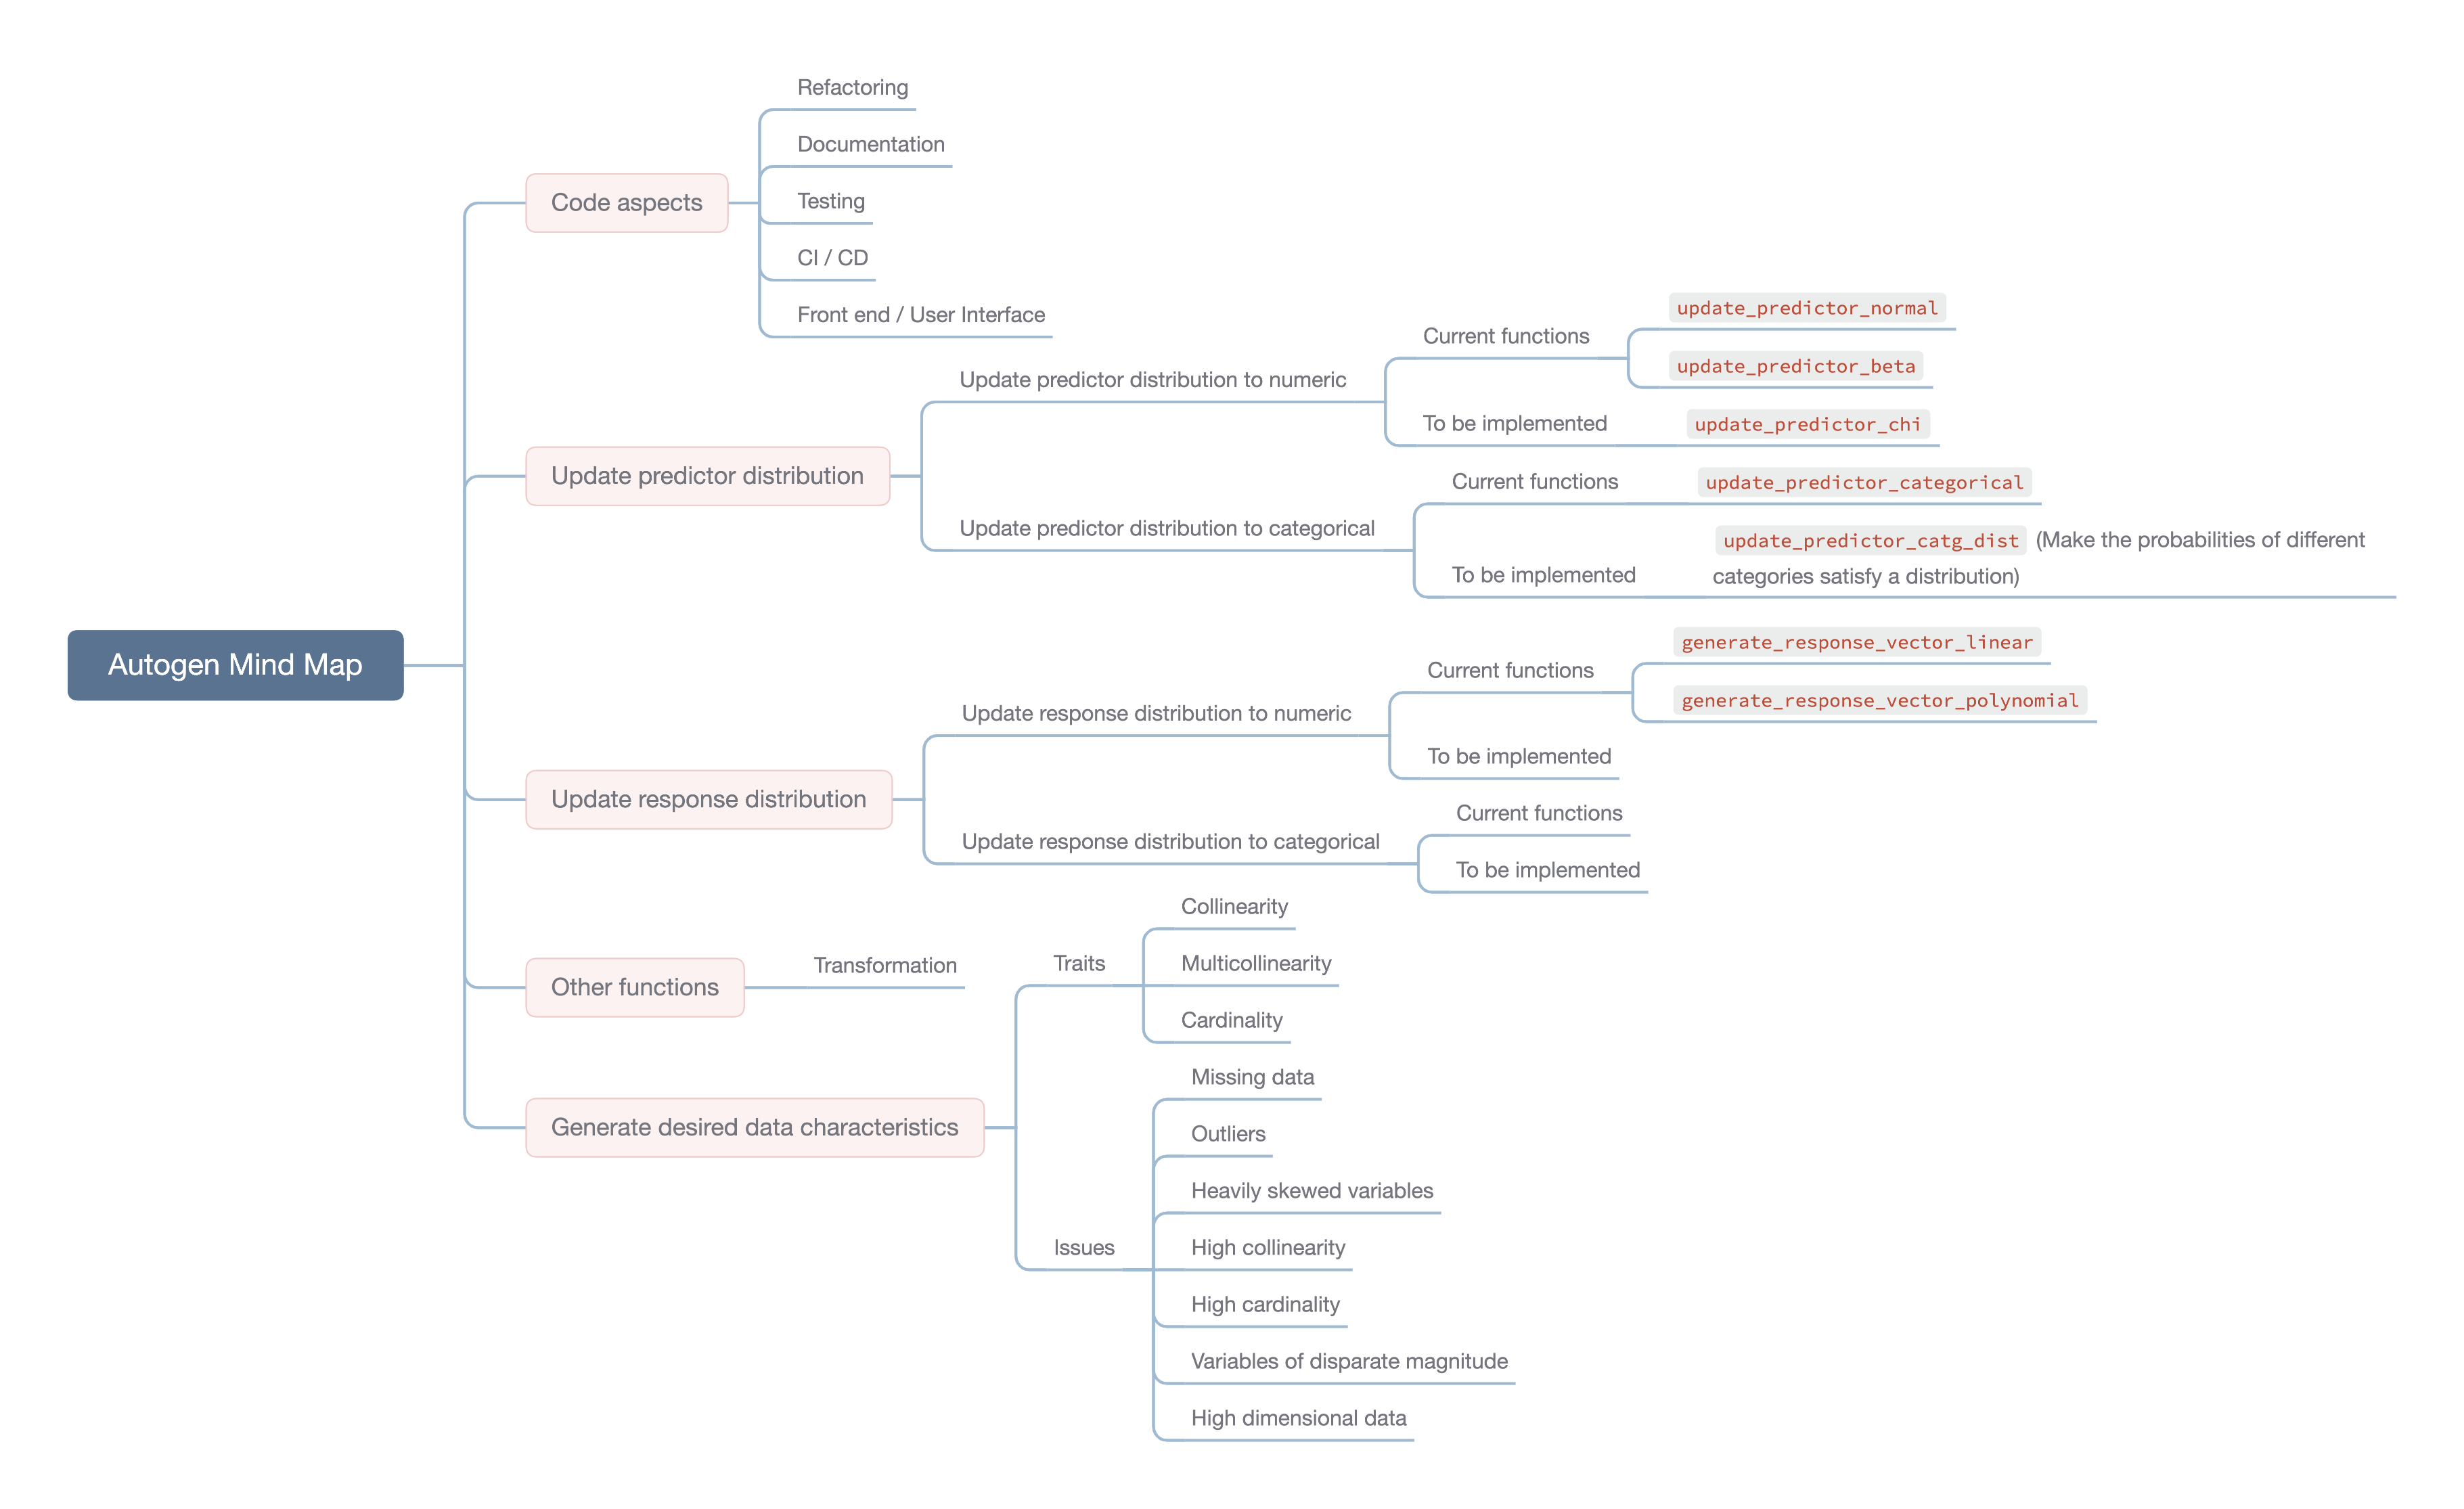 Autogen Mind Map
Code aspects
Refactoring
Documentation
Testing
CI / CD
Front end / User Interface
Update predictor distribution
Update predictor distribution to numeric
Current functions
update_predictor_normal
update_predictor_beta
To be implemented
update_predictor_chi
Update predictor distribution to categorical
Current functions
update_predictor_categorical
To be implemented
update_predictor_catg_dist (Make the probabilities of different
categories satisfy a distribution)
Update response distribution
Update response distribution to numeric
Current functions
generate_response_vector_linear
generate_response_vector_polynomial
To be implemented
Update response distribution to categorical
Current functions
To be implemented
Other functions
Transformation
Generate desired data characteristics
Traits
Collinearity
Multicollinearity
Cardinality
Issues
Missing data
Outliers
Heavily skewed variables
High collinearity
High cardinality
Variables of disparate magnitude
High dimensional data